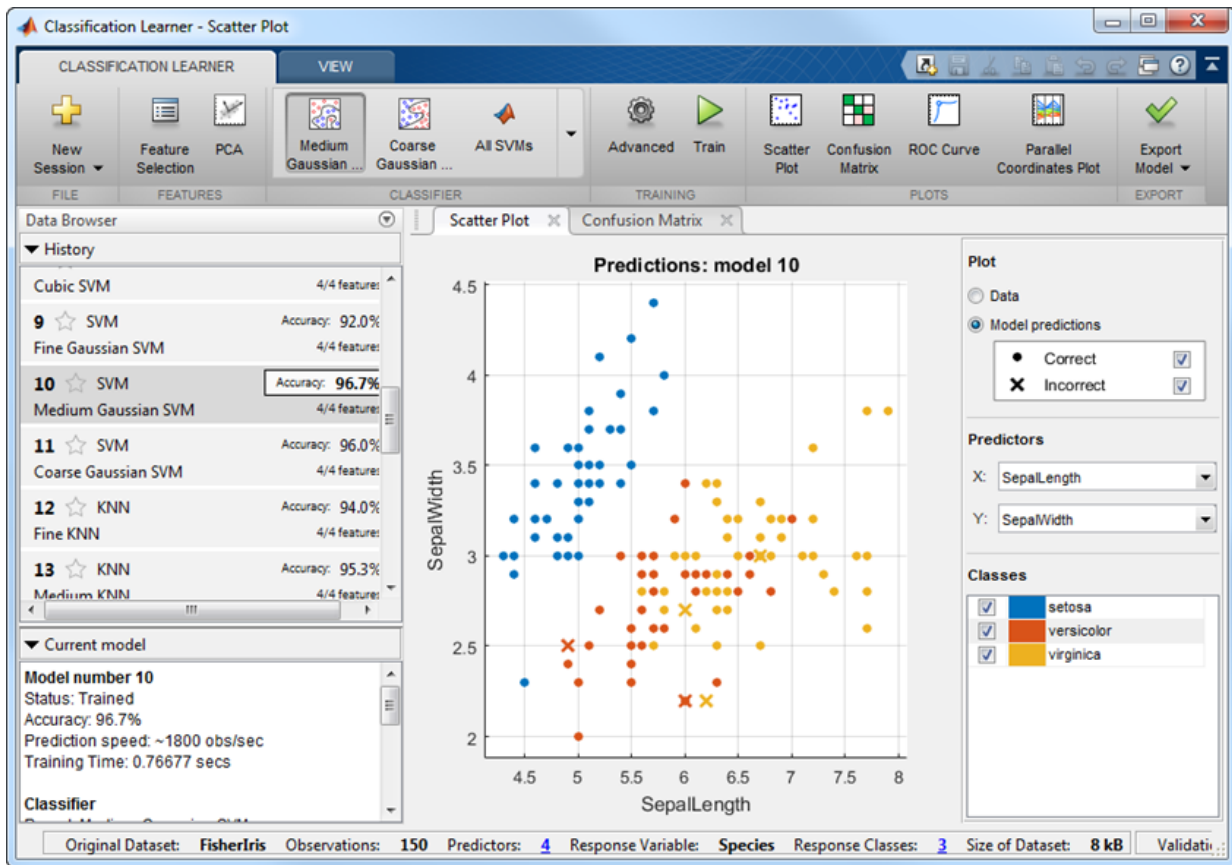 Classification Learner - Scatter Plot
CLASSIFICATION LEARNER VIEW
New Session
Feature Selection
PCA
Medium Gaussian ...
Coarse Gaussian ...
All SVMs
Advanced
Train
Scatter Plot
Confusion Matrix
ROC Curve
Parallel Coordinates Plot
Export Model
FILE FEATURES CLASSIFIER TRAINING PLOTS EXPORT
Data Browser
History
Cubic SVM 4/4 features
9 SVM Accuracy: 92.0%
Fine Gaussian SVM 4/4 features
10 SVM Accuracy: 96.7%
Medium Gaussian SVM 4/4 features
11 SVM Accuracy: 96.0%
Coarse Gaussian SVM 4/4 features
12 KNN Accuracy: 94.0%
Fine KNN 4/4 features
13 KNN Accuracy: 95.3%
Medium KNN 4/4 features
Current model
Model number 10
Status: Trained
Accuracy: 96.7%
Prediction speed: ~1800 obs/sec
Training Time: 0.76677 secs
Classifier
Scatter Plot Confusion Matrix
Predictions: model 10
4.5
4
3.5
3
2.5
2
SepalWidth
4.5 5 5.5 6 6.5 7 7.5 8
SepalLength
Plot
Data
Model predictions
Correct
Incorrect
Predictors
X: SepalLength
Y: SepalWidth
Classes
setosa
versicolor
virginica
Original Dataset: FisherIris Observations: 150 Predictors: 4 Response Variable: Species Response Classes: 3 Size of Dataset: 8 kB Validati